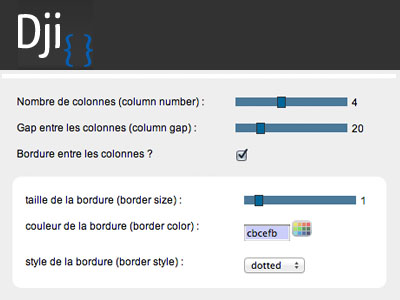 Dji{ }
Nombre de colonnes (column number) : 4
Gap entre les colonnes (column gap) : 20
Bordure entre les colonnes ?
taille de la bordure (border size) : 1
couleur de la bordure (border color) : cbcefb
style de la bordure (border style) : dotted